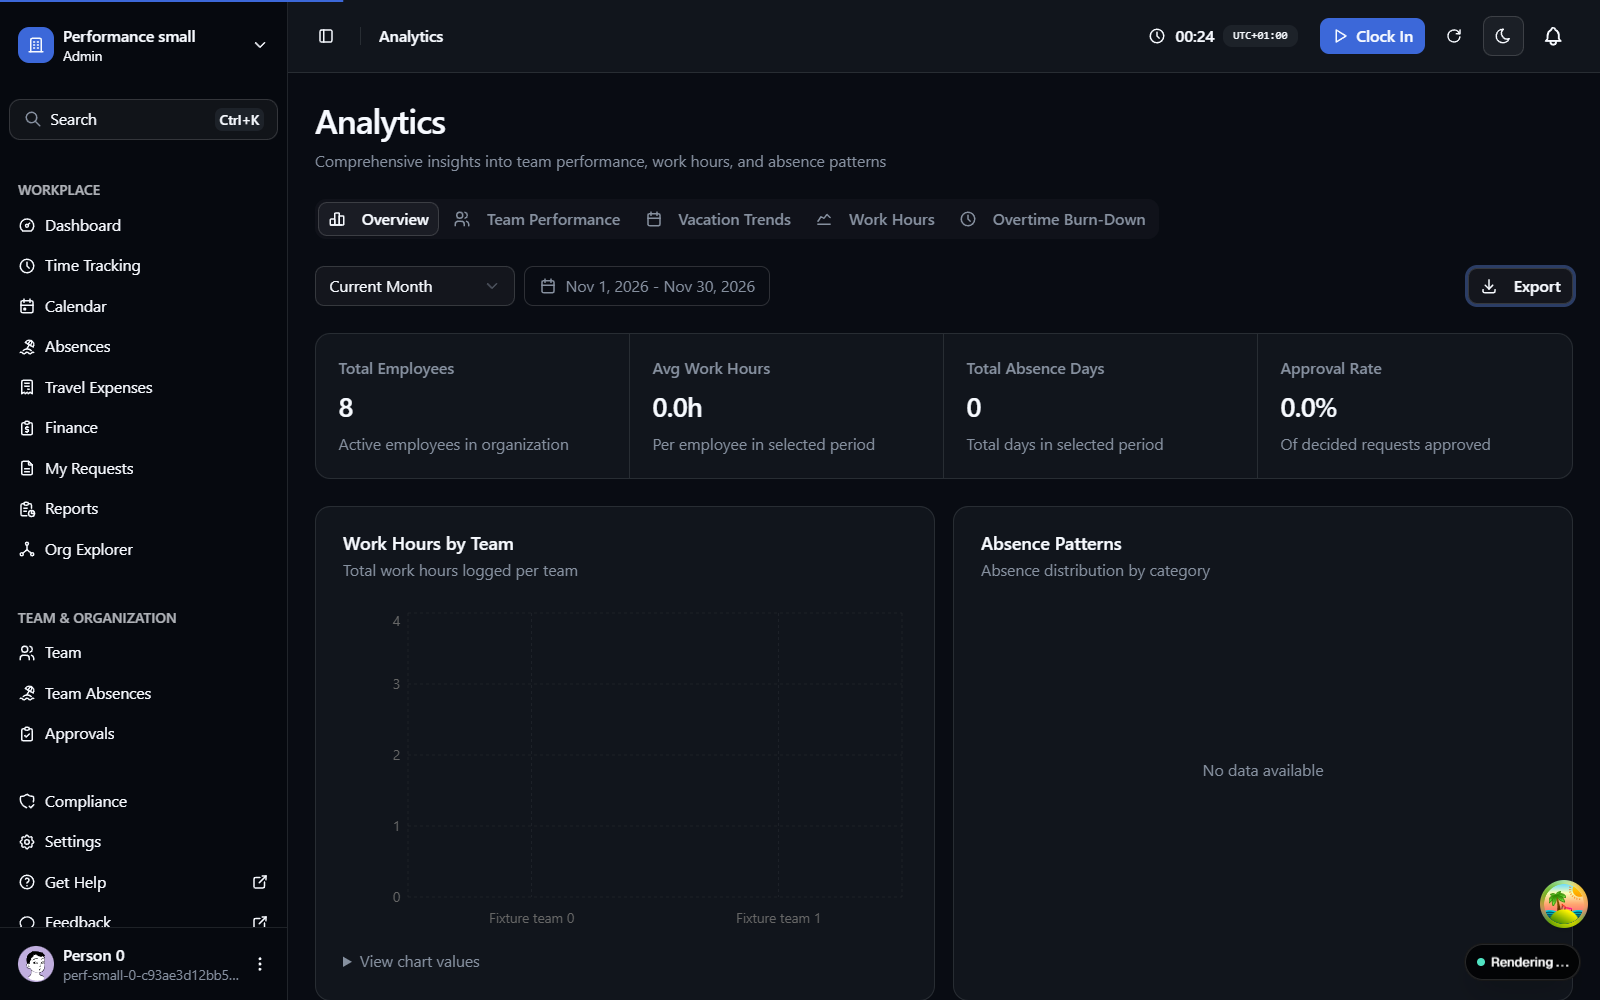 Performance small
Admin
Search
Ctrl+K
WORKPLACE
Dashboard
Time Tracking
Calendar
Absences
Travel Expenses
Finance
My Requests
Reports
Org Explorer
TEAM & ORGANIZATION
Team
Team Absences
Approvals
Compliance
Settings
Get Help
Feedback
Person 0
perf-small-0-c93ae3d12bb5...
Analytics
00:24
UTC+01:00
Clock In
Analytics
Comprehensive insights into team performance, work hours, and absence patterns
Overview
Team Performance
Vacation Trends
Work Hours
Overtime Burn-Down
Current Month
Nov 1, 2026 - Nov 30, 2026
Export
Total Employees
8
Active employees in organization
Avg Work Hours
0.0h
Per employee in selected period
Total Absence Days
0
Total days in selected period
Approval Rate
0.0%
Of decided requests approved
Work Hours by Team
Total work hours logged per team
4
3
2
1
0
Fixture team 0
Fixture team 1
View chart values
Absence Patterns
Absence distribution by category
No data available
Rendering ...